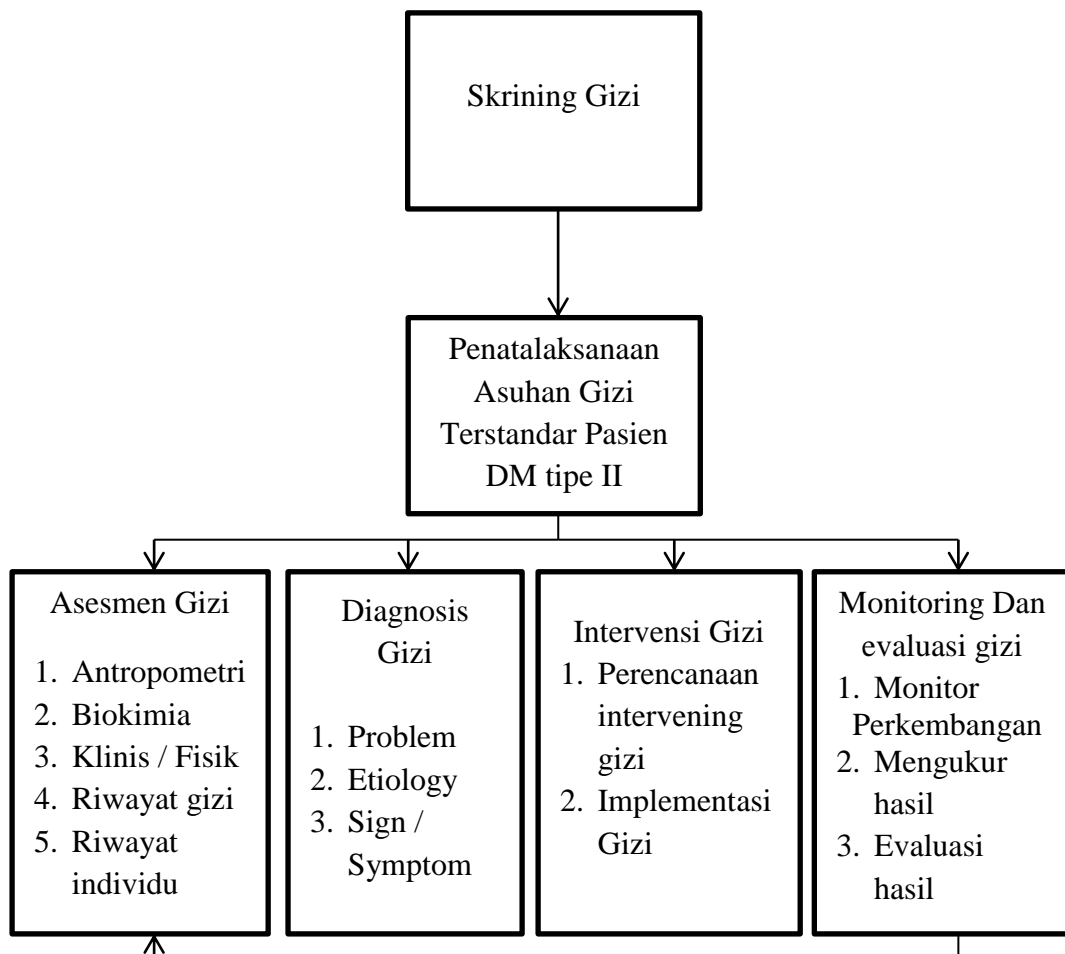 Skrining Gizi
Penatalaksanaan
Asuhan Gizi
Terstandar Pasien
DM tipe II
Asesmen Gizi
1. Antropometri
2. Biokimia
3. Klinis / Fisik
4. Riwayat gizi
5. Riwayat
individu
Diagnosis
Gizi
1. Problem
2. Etiology
3. Sign /
Symptom
Intervensi Gizi
1. Perencanaan
intervening
gizi
2. Implementasi
Gizi
Monitoring Dan
evaluasi gizi
1. Monitor
Perkembangan
2. Mengukur
hasil
3. Evaluasi
hasil